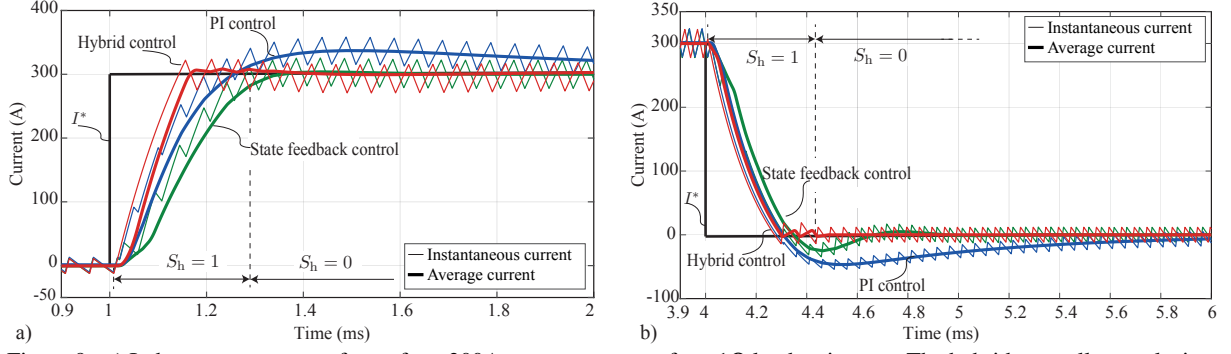 400
300
200
100
0
-50
Current (A)
0.9
1
1.2
1.4
1.6
1.8
2
Time (ms)
a)
PI control
Hybrid control
I*
State feedback control
Sh = 1
Sh = 0
Instantaneous current
Average current
350
300
200
100
0
-100
Current (A)
3.9
4
4.2
4.4
4.6
4.8
5
5.2
5.4
5.6
5.8
6
Time (ms)
b)
Sh = 1
Sh = 0
Instantaneous current
Average current
State feedback control
I*
Hybrid control
PI control